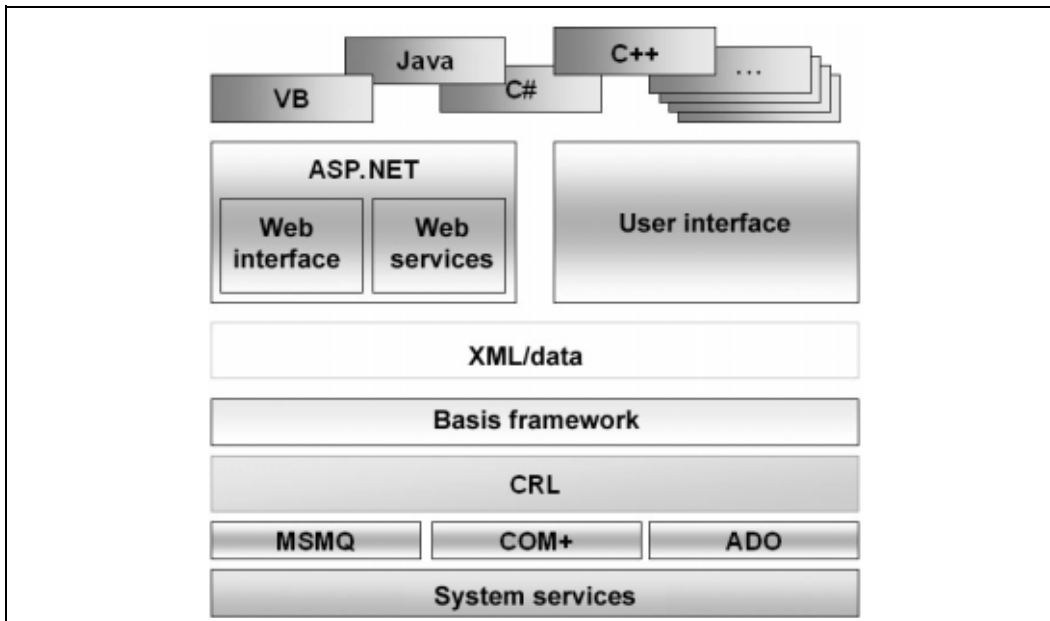 C++
Java
...
C#
VB
ASP.NET
Web
interface
Web
services
User interface
XML/data
Basis framework
CRL
MSMQ
COM+
ADO
System services